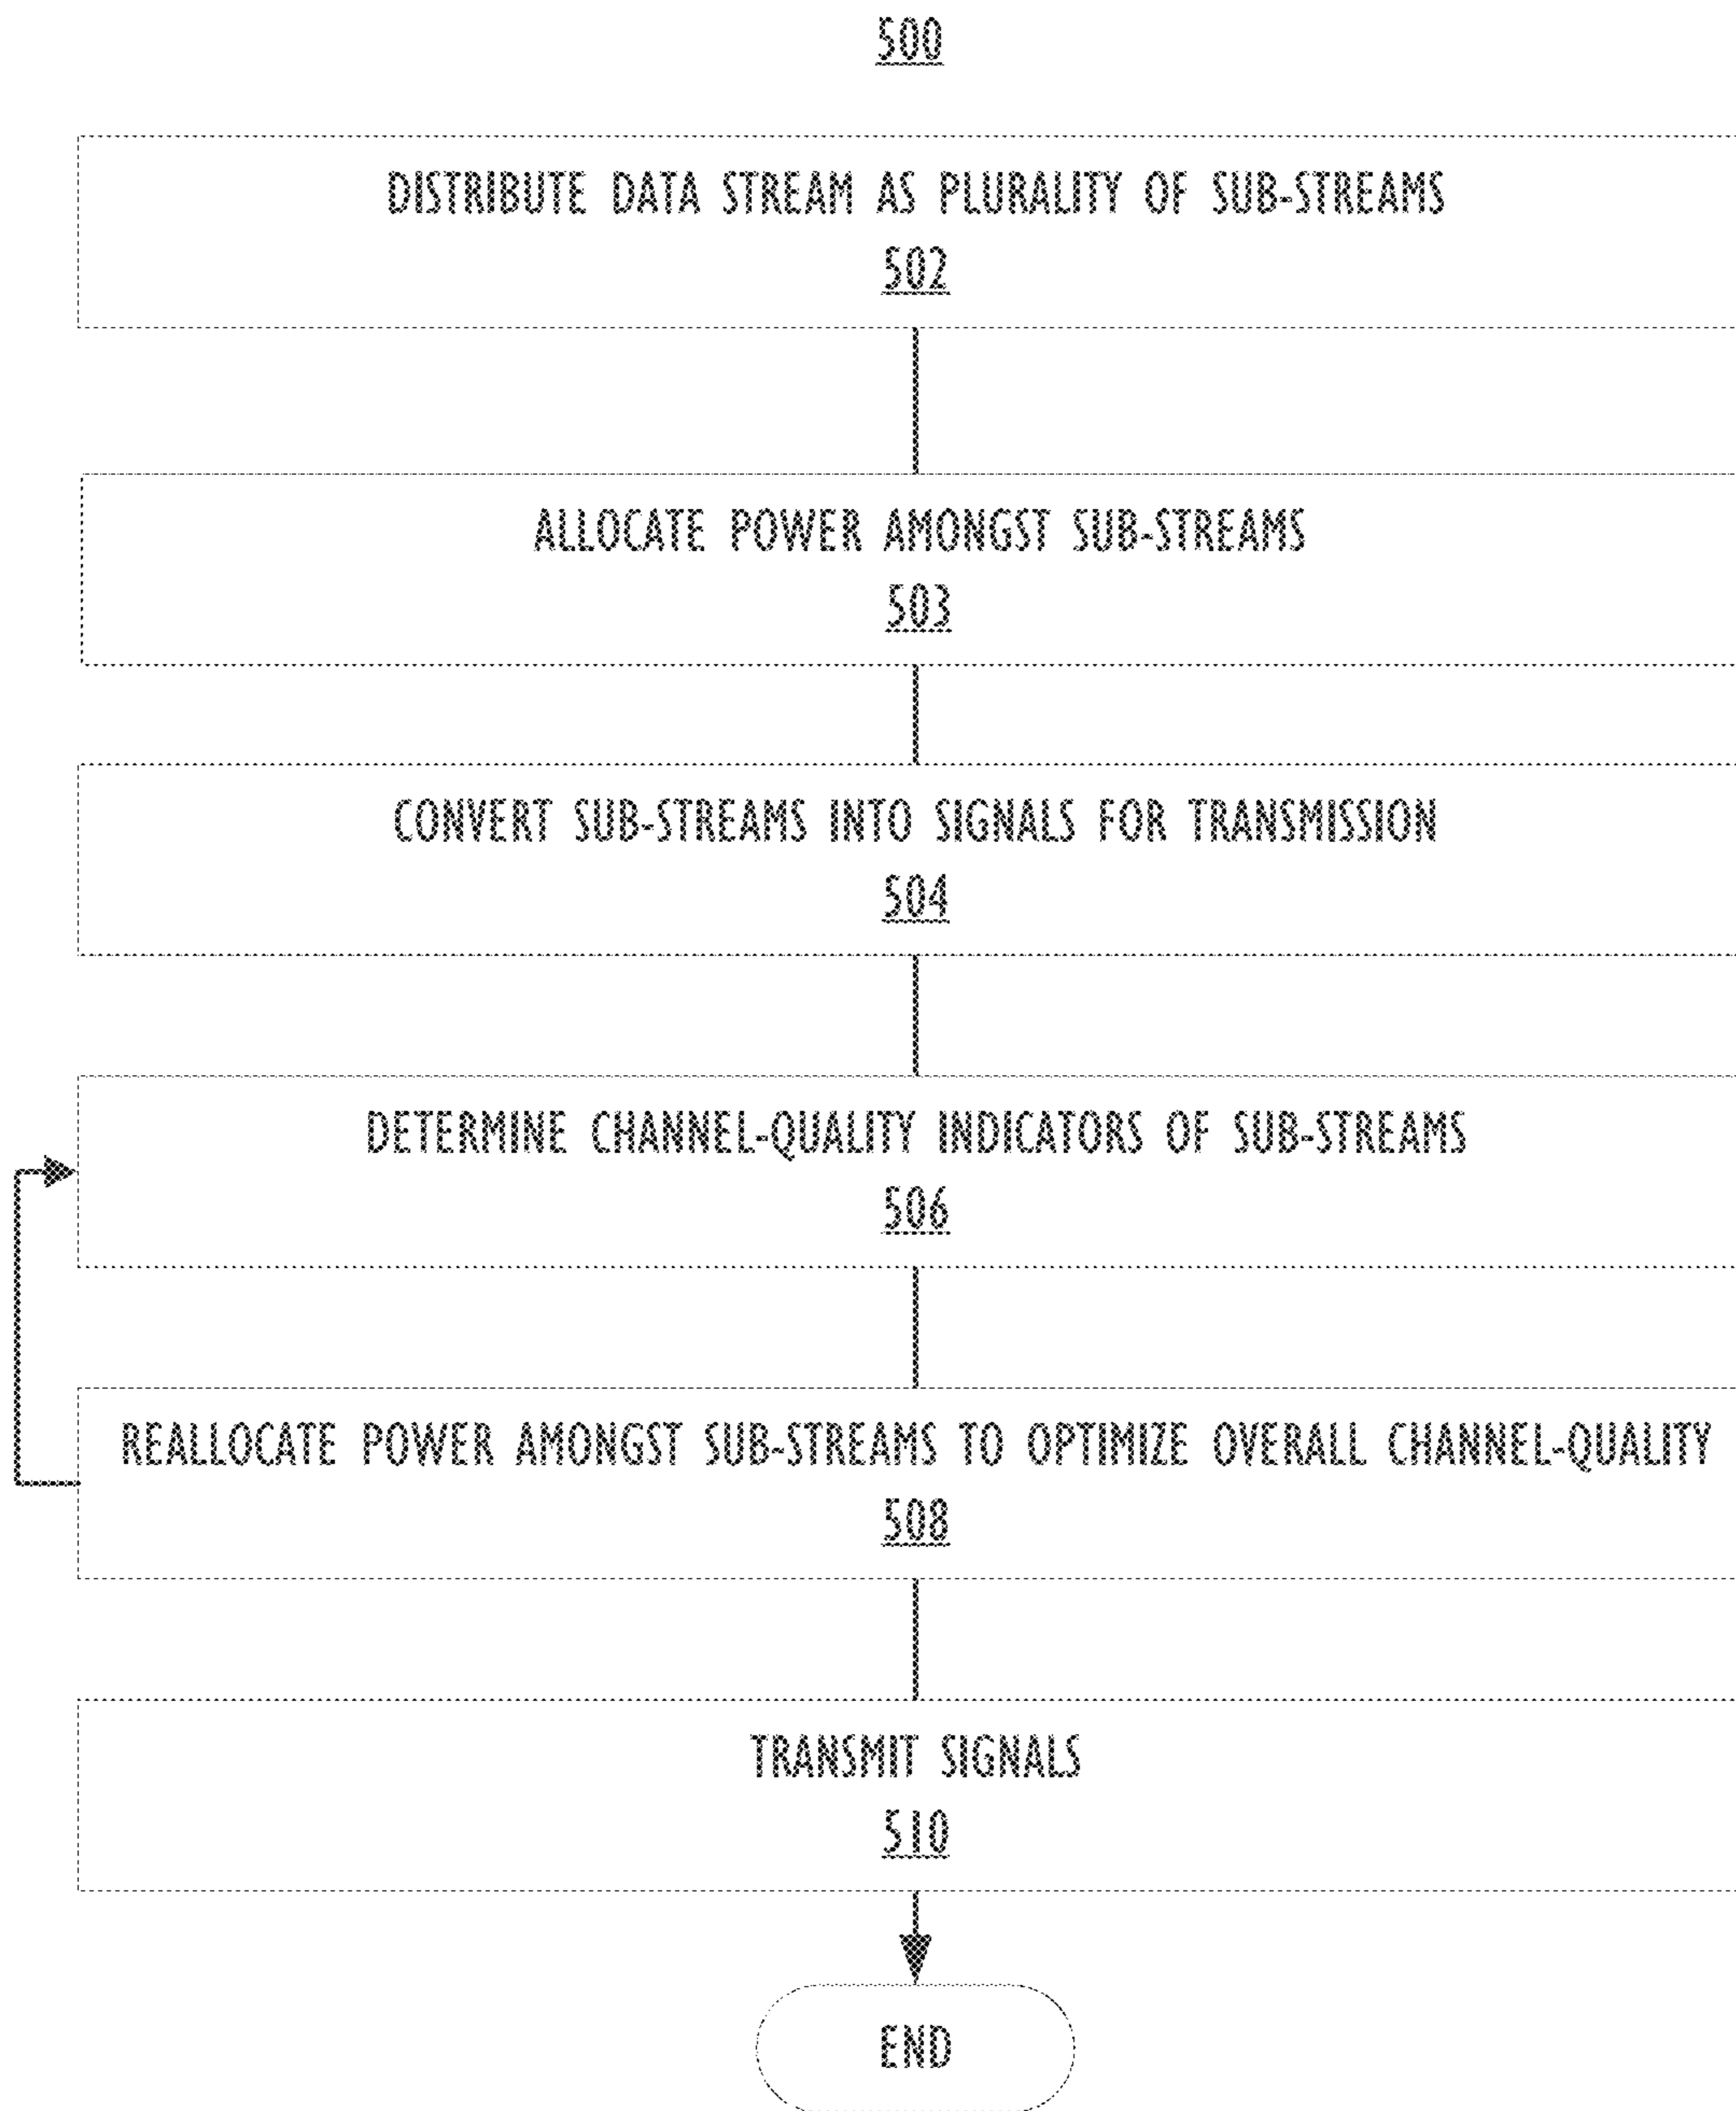 500
DISTRIBUTE DATA STREAM AS PLURALITY OF SUB-STREAMS
502
ALLOCATE POWER AMONGST SUB-STREAMS
503
CONVERT SUB-STREAMS INTO SIGNALS FOR TRANSMISSION
504
DETERMINE CHANNEL-QUALITY INDICATORS OF SUB-STREAMS
506
REALLOCATE POWER AMONGST SUB-STREAMS TO OPTIMIZE OVERALL CHANNEL-QUALITY
508
TRANSMIT SIGNALS
510
END